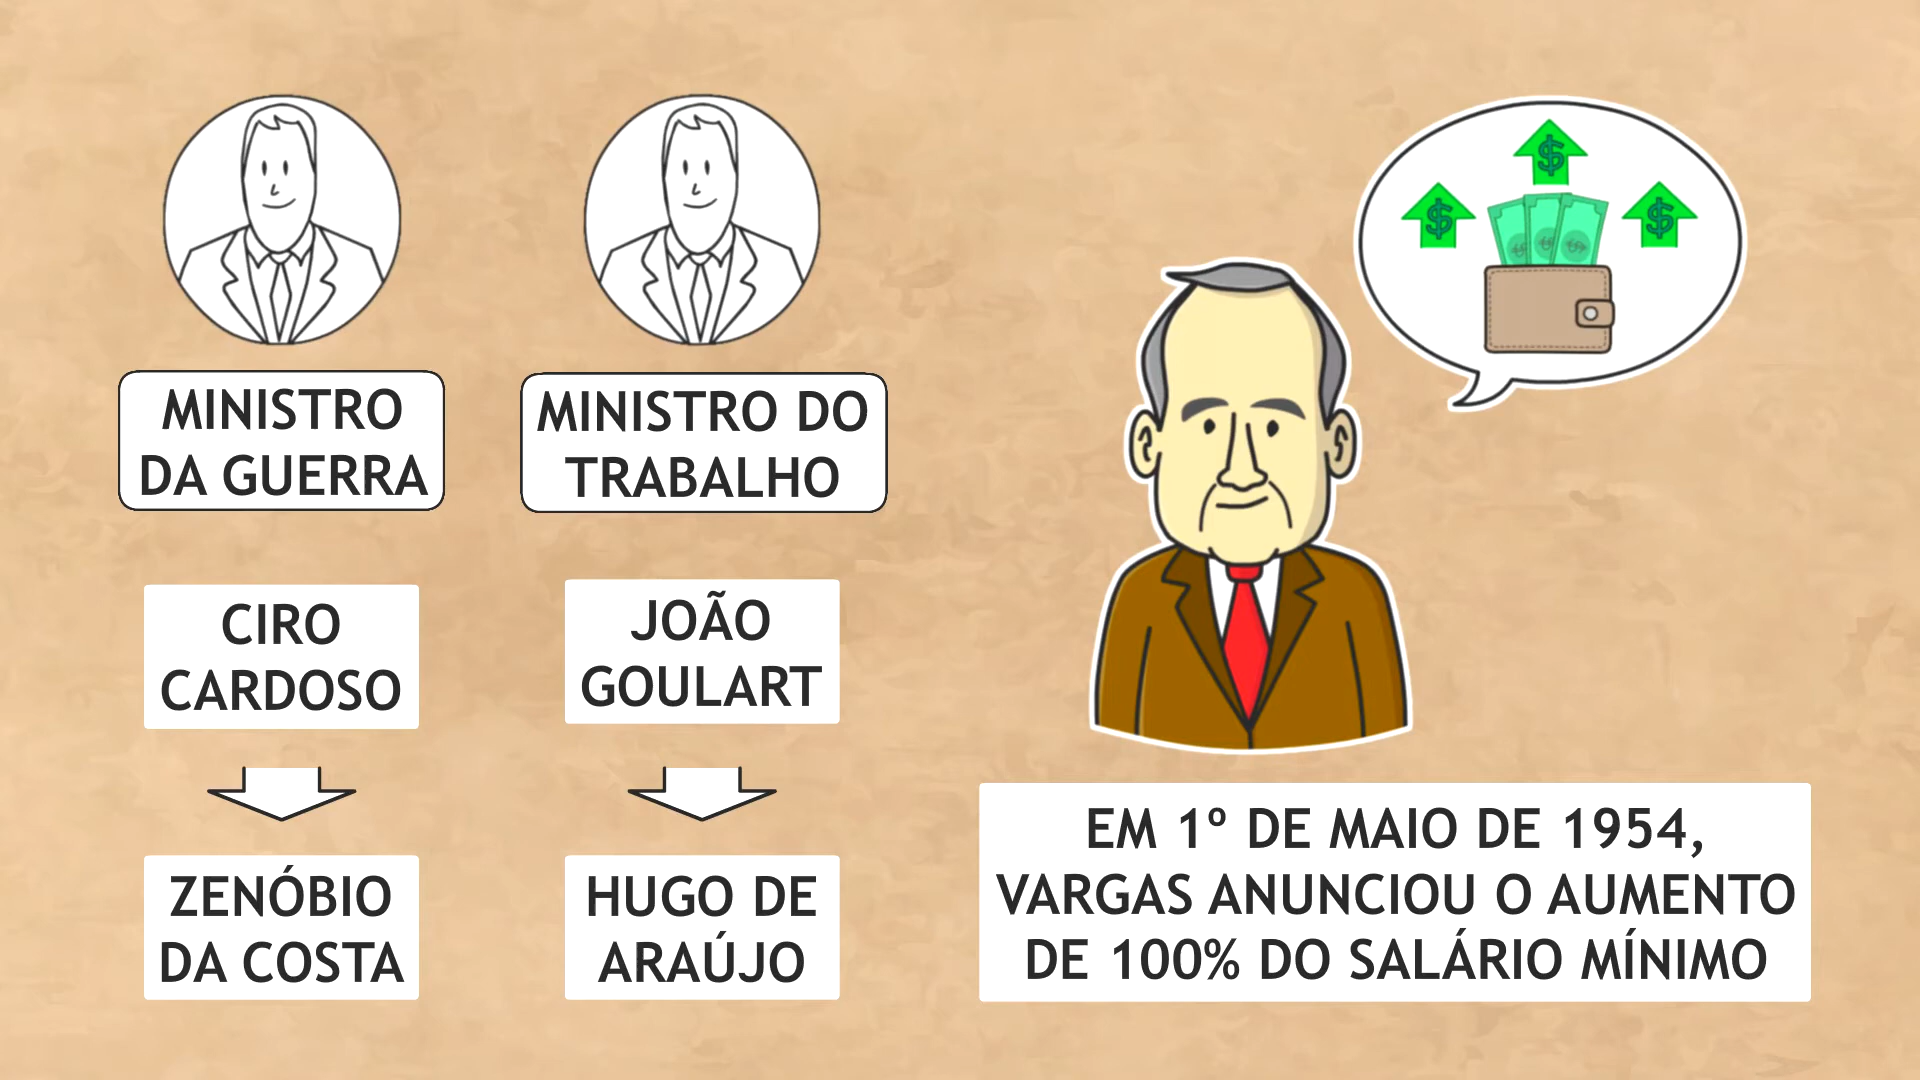 MINISTRO
DA GUERRA
CIRO
CARDOSO
ZENÓBIO
DA COSTA
MINISTRO DO
TRABALHO
JOÃO
GOULART
HUGO DE
ARAÚJO
$
$
$
EM 1º DE MAIO DE 1954,
VARGAS ANUNCIOU O AUMENTO
DE 100% DO SALÁRIO MÍNIMO